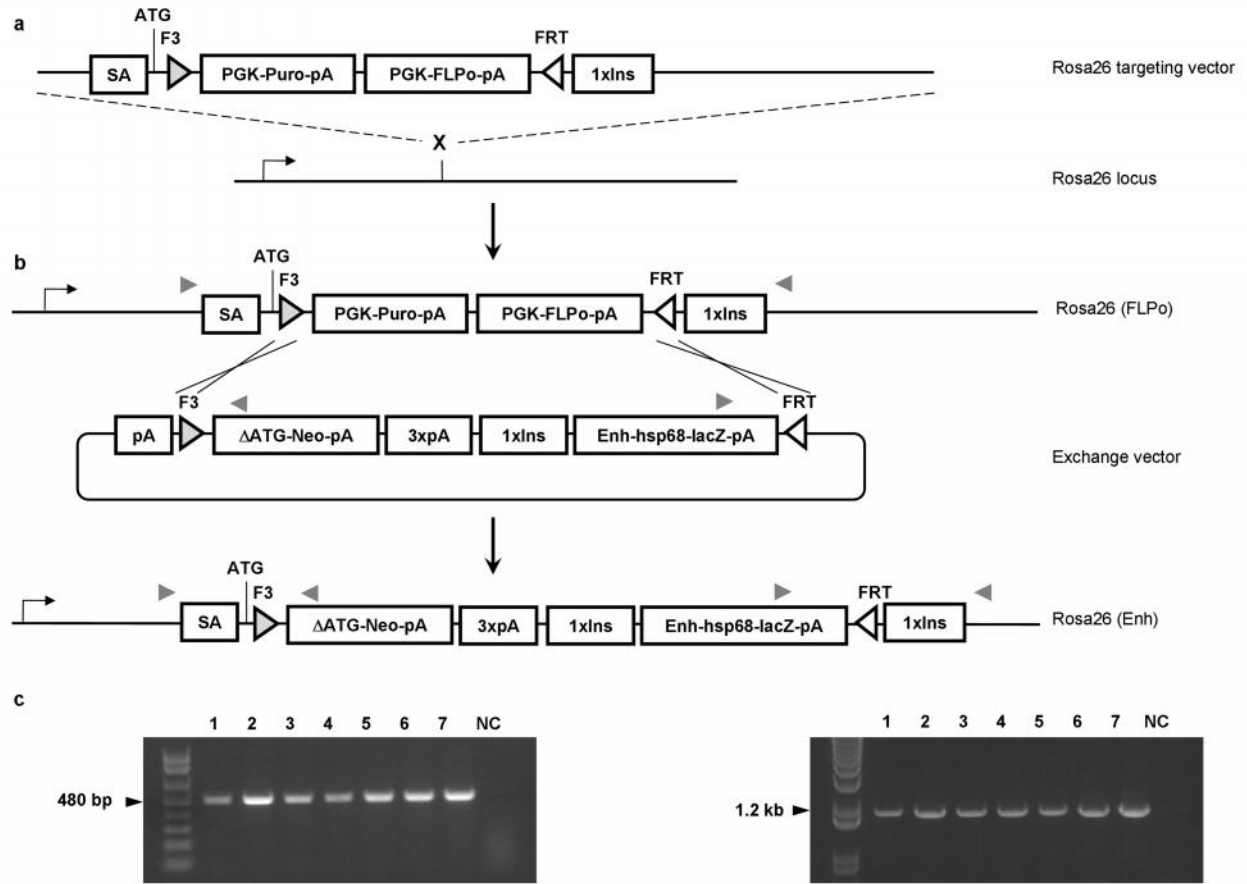 a
ATG
F3
FRT
SA
PGK-Puro-pA
PGK-FLPo-pA
1xIns
Rosa26 targeting vector
X
Rosa26 locus
b
ATG
F3
FRT
SA
PGK-Puro-pA
PGK-FLPo-pA
1xIns
Rosa26 (FLPo)
F3
FRT
pA
ΔATG-Neo-pA
3xpA
1xIns
Enh-hsp68-lacZ-pA
Exchange vector
ATG
F3
FRT
SA
ΔATG-Neo-pA
3xpA
1xIns
Enh-hsp68-lacZ-pA
1xIns
Rosa26 (Enh)
c
1 2 3 4 5 6 7 NC
480 bp
1 2 3 4 5 6 7 NC
1.2 kb